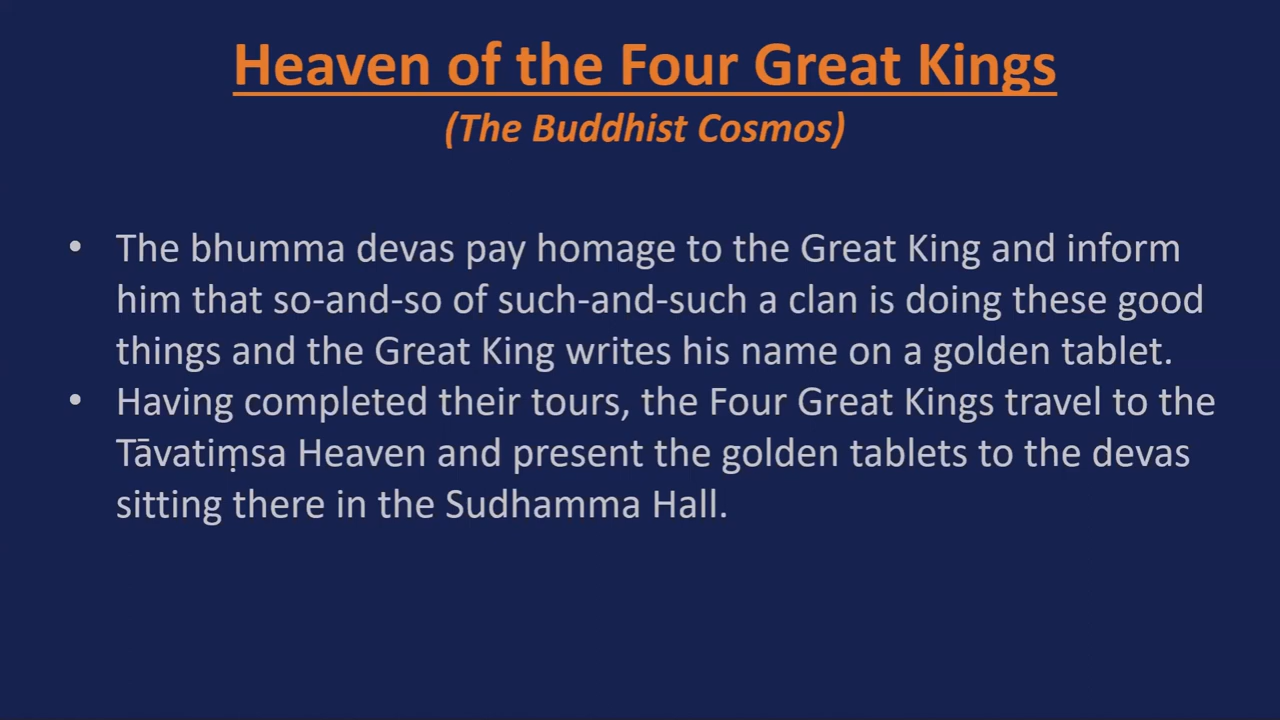 Heaven of the Four Great Kings
(The Buddhist Cosmos)
• The bhumma devas pay homage to the Great King and inform
him that so-and-so of such-and-such a clan is doing these good
things and the Great King writes his name on a golden tablet.
• Having completed their tours, the Four Great Kings travel to the
Tāvatiṃsa Heaven and present the golden tablets to the devas
sitting there in the Sudhamma Hall.